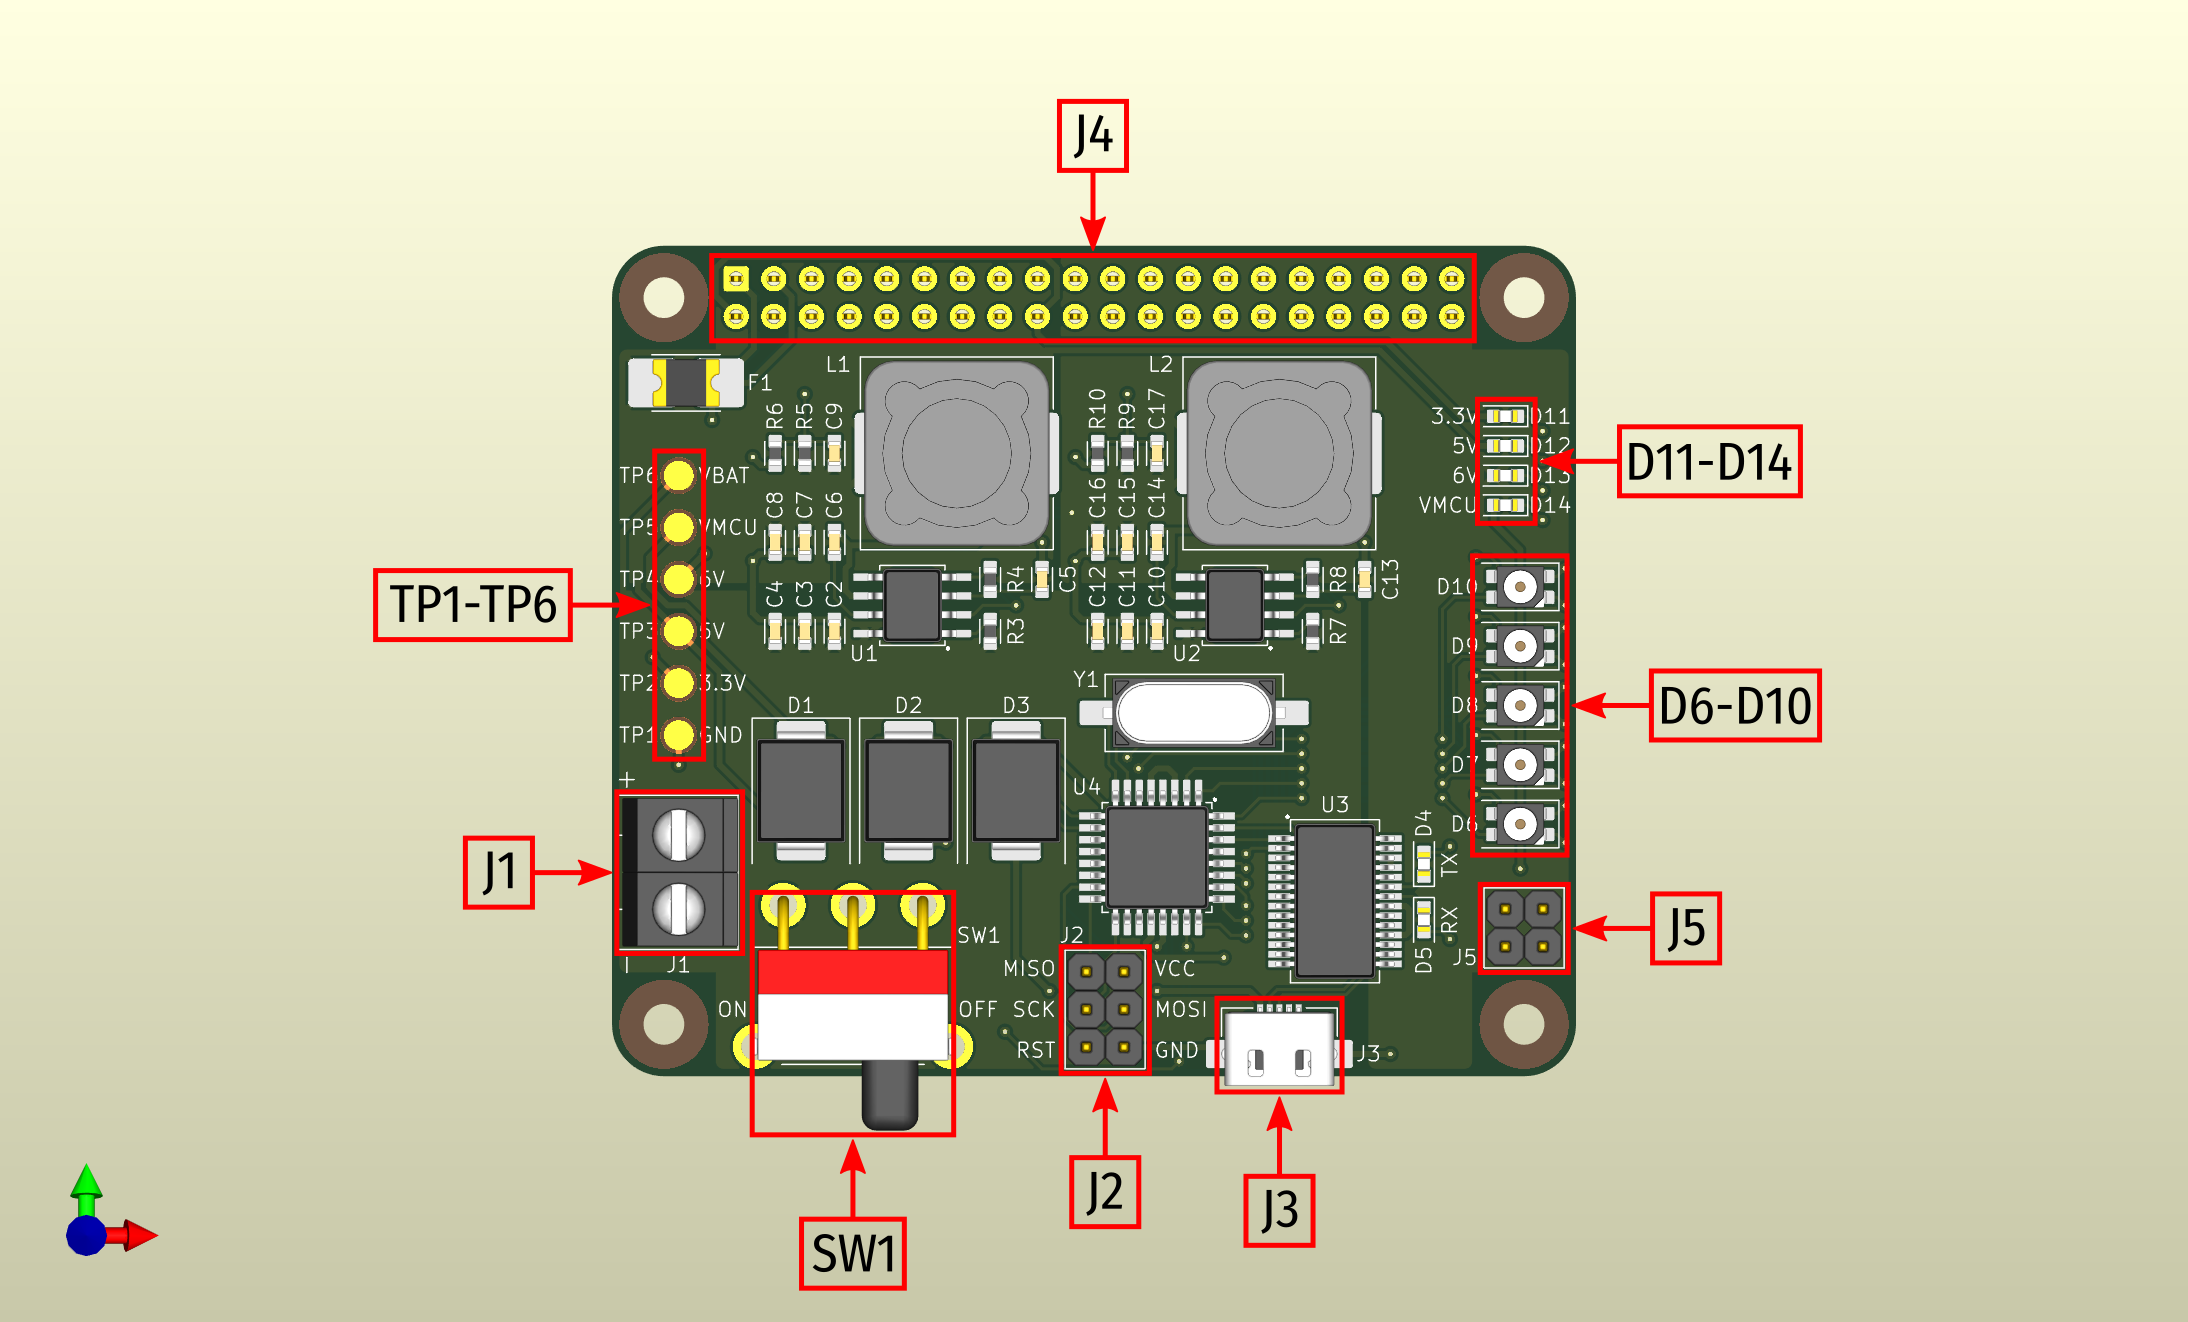 J4
L1
L2
F1
R6
R5
C9
R10
R9
C17
3.3V D11
5V D12
6V D13
VMCU D14
D11-D14
TP6 VBAT
TP5 VMCU
TP4 6V
TP3 5V
TP2 3.3V
TP1 GND
TP1-TP6
C8
C7
C6
C16
C15
C14
C4
C3
C2
R4
C5
R3
C12
C11
C10
R8
C13
R7
U1
U2
D10
D9
D8
D7
D6
D6-D10
Y1
D1
D2
D3
U4
U3
D4
TX
RX
D5
+
J1
J1
–
SW1
ON
OFF
J2
MISO VCC
SCK MOSI
RST GND
J3
J5
J5
SW1
J2
J3